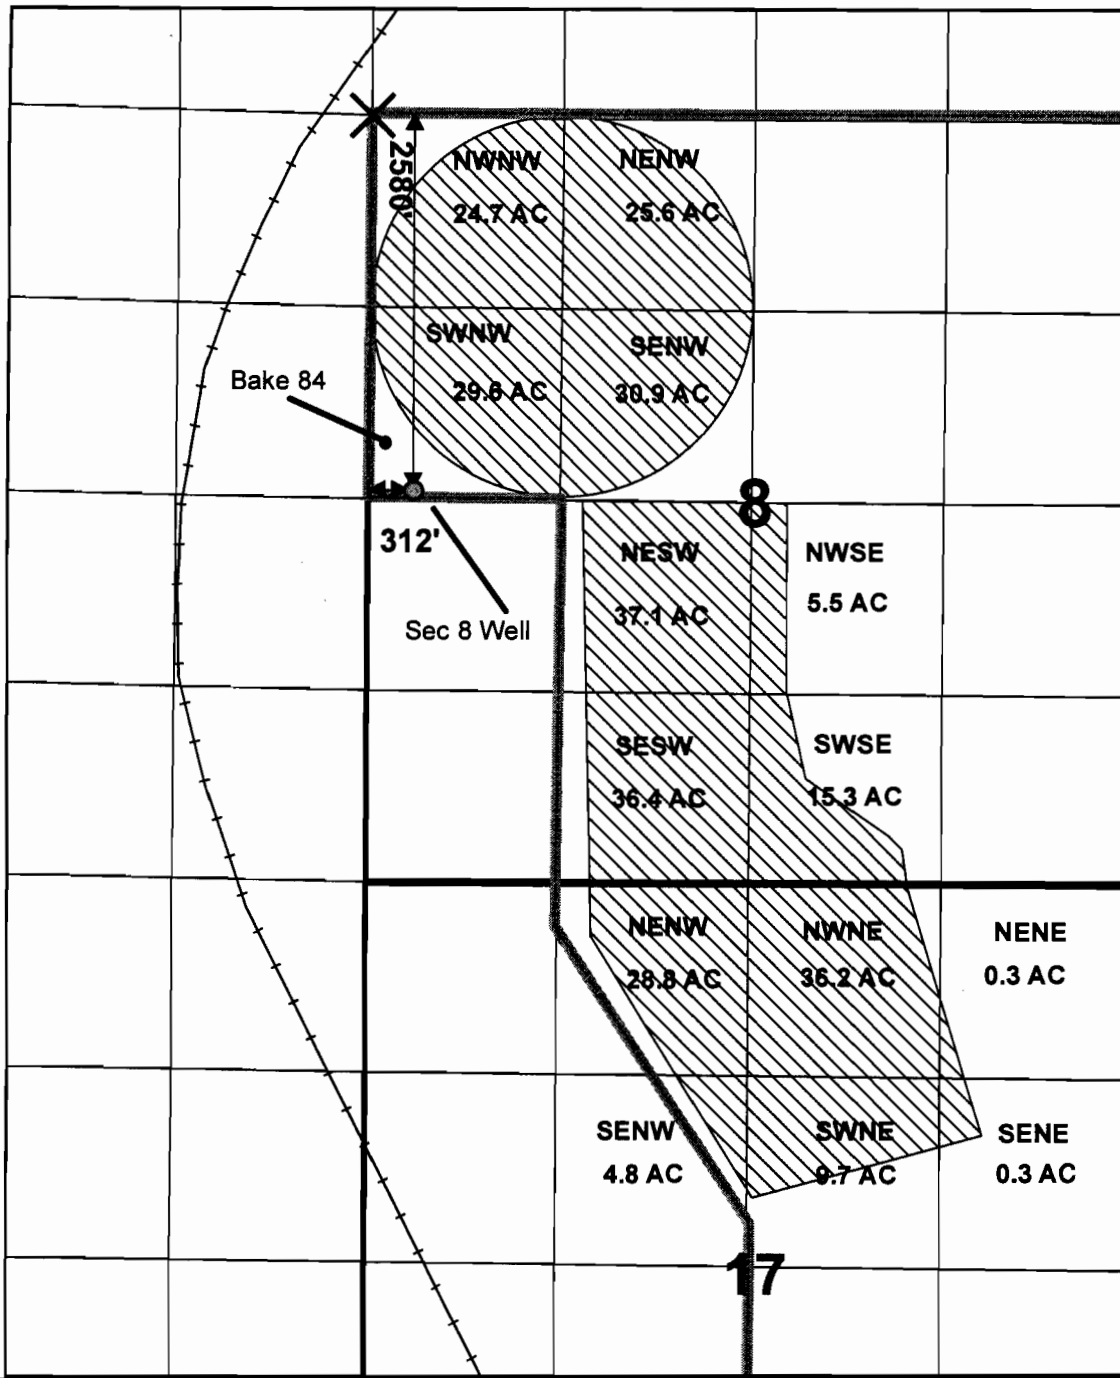 2580'
NWNW
24.7 AC
NENW
25.6 AC
SWNW
29.6 AC
SENW
30.9 AC
Bake 84
312'
Sec 8 Well
8
NESW
37.1 AC
NWSE
5.5 AC
SESW
36.4 AC
SWSE
15.3 AC
NENW
28.8 AC
NWNE
36.2 AC
NENE
0.3 AC
SENW
4.8 AC
SWNE
9.7 AC
SENE
0.3 AC
17